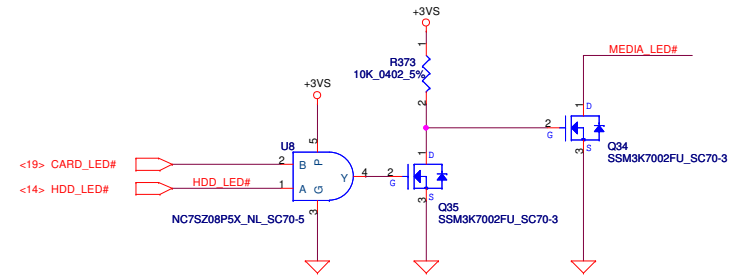 +3VS
MEDIA_LED#
1
R373
10K_0402_5%
2
+3VS
1
D
2
G
S
3
Q34
SSM3K7002FU_SC70-3
5
U8
<19> CARD_LED#
2
B
P
Y
4
1
D
2
G
S
3
<14> HDD_LED#
HDD_LED#
1
A
G
3
NC7SZ08P5X_NL_SC70-5
Q35
SSM3K7002FU_SC70-3